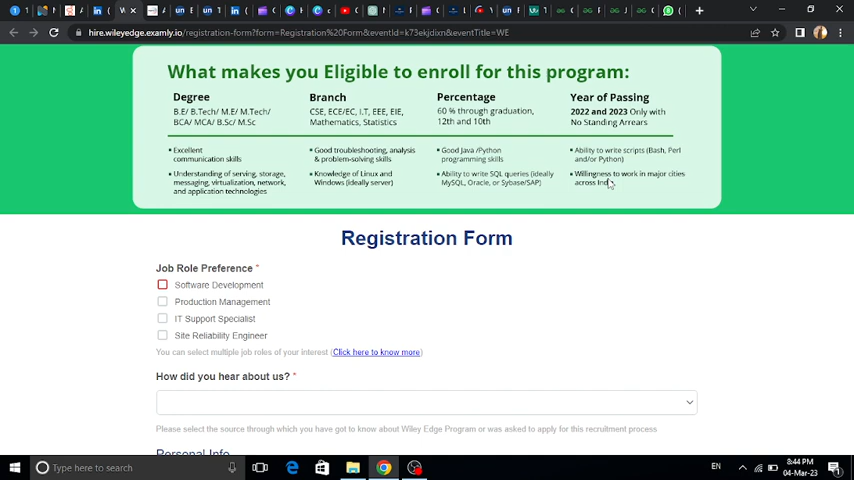 hire.wileyedge.examly.io/registration-form?form=Registration%20Form&eventId=k73ekjdixn&eventTitle=WE
What makes you Eligible to enroll for this program:
Degree
B.E/ B.Tech/ M.E/ M.Tech/
BCA/ MCA/ B.Sc/ M.Sc
Branch
CSE, ECE/EC, I.T, EEE, EIE,
Mathematics, Statistics
Percentage
60 % through graduation,
12th and 10th
Year of Passing
2022 and 2023 Only with
No Standing Arrears
Excellent
communication skills
Understanding of serving, storage,
messaging, virtualization, network,
and application technologies
Good troubleshooting, analysis
& problem-solving skills
Knowledge of Linux and
Windows (ideally server)
Good Java /Python
programming skills
Ability to write SQL queries (ideally
MySQL, Oracle, or Sybase/SAP)
Ability to write scripts (Bash, Perl
and/or Python)
Willingness to work in major cities
across
Registration Form
Job Role Preference *
Software Development
Production Management
IT Support Specialist
Site Reliability Engineer
You can select multiple job roles of your interest (Click here to know more)
How did you hear about us? *
Please select the source through which you have got to know about Wiley Edge Program or was asked to apply for this recruitment process
Personal Info
Type here to search
EN
8:44 PM
04-Mar-23